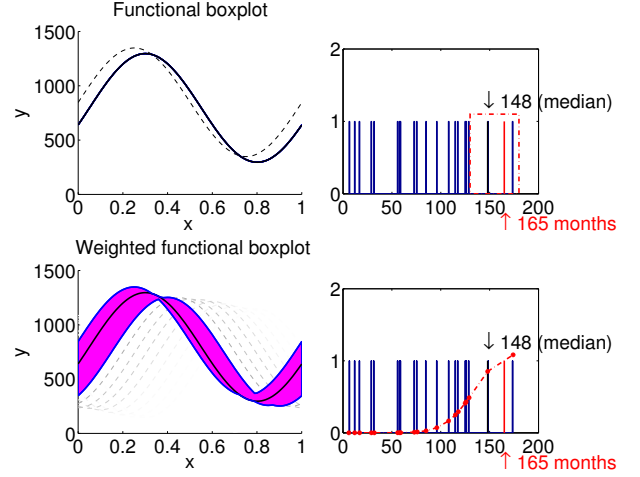 Functional boxplot
1500
1000
500
0
y
0 0.2 0.4 0.6 0.8 1
x
2
1
0
↓ 148 (median)
0 50 100 150 200
↑ 165 months
Weighted functional boxplot
1500
1000
500
0
y
0 0.2 0.4 0.6 0.8 1
x
2
1
0
↓ 148 (median)
0 50 100 150 200
↑ 165 months